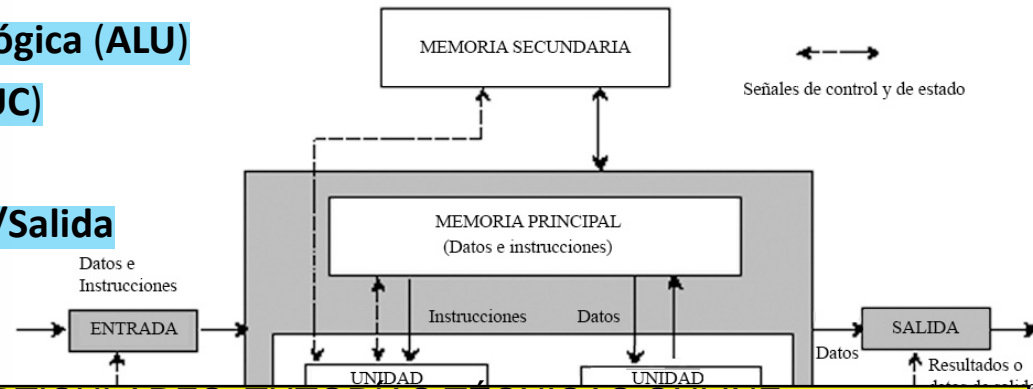 ógica (ALU)
UC)
/Salida
MEMORIA SECUNDARIA
Señales de control y de estado
MEMORIA PRINCIPAL
(Datos e instrucciones)
Datos e
Instrucciones
ENTRADA
Instrucciones
Datos
SALIDA
Datos
UNIDAD
UNIDAD
Resultados o